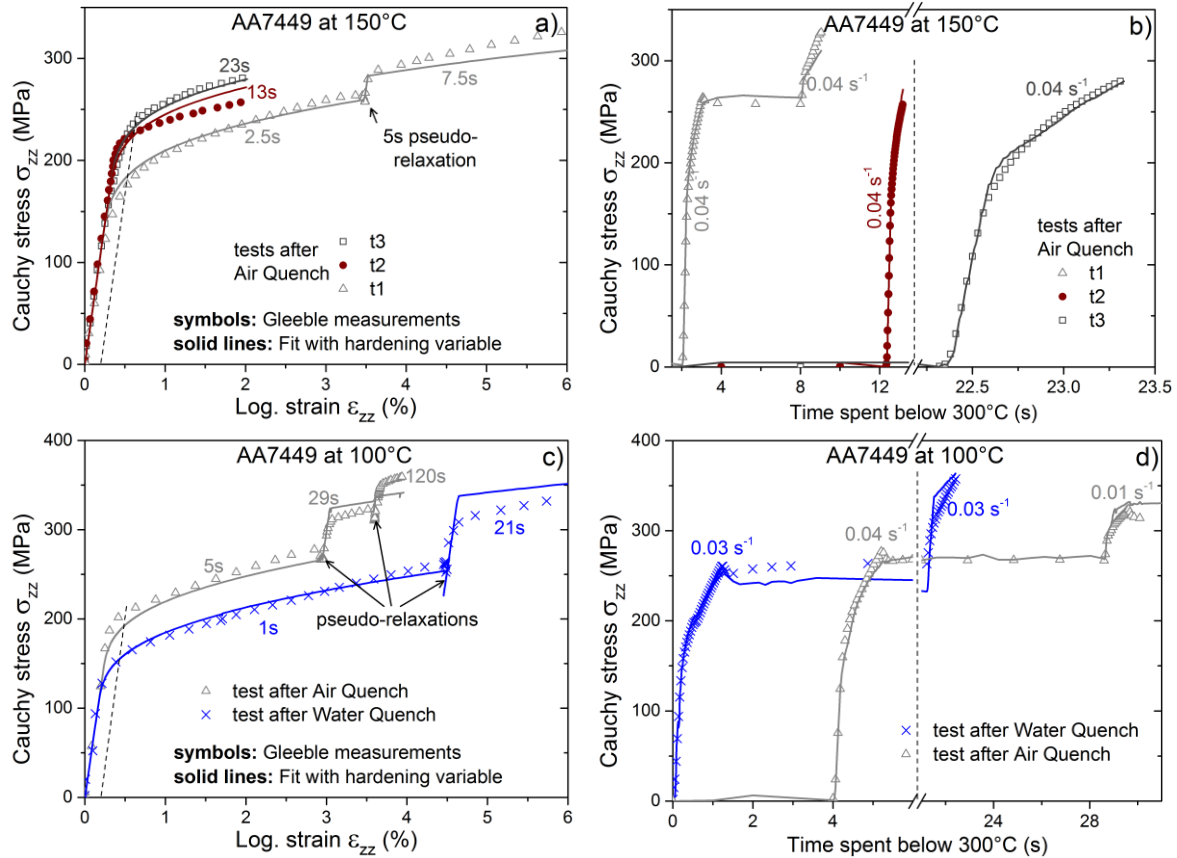 AA7449 at 150°C
a)
Cauchy stress σzz (MPa)
300
200
100
0
23s
13s
2.5s
7.5s
5s pseudo-
relaxation
tests after
Air Quench
t3
t2
t1
symbols: Gleeble measurements
solid lines: Fit with hardening variable
0 1 2 3 4 5 6
Log. strain εzz (%)
AA7449 at 150°C
b)
Cauchy stress σzz (MPa)
300
200
100
0
0.04 s-1
0.04 s-1
0.04 s-1
0.04 s-1
tests after
Air Quench
t1
t2
t3
4 8 12 22.5 23.0 23.5
Time spent below 300°C (s)
AA7449 at 100°C
c)
Cauchy stress σzz (MPa)
400
300
200
100
0
29s
120s
5s
21s
1s
pseudo-relaxations
test after Air Quench
test after Water Quench
symbols: Gleeble measurements
solid lines: Fit with hardening variable
0 1 2 3 4 5 6
Log. strain εzz (%)
AA7449 at 100°C
d)
Cauchy stress σzz (MPa)
400
300
200
100
0
0.03 s-1
0.04 s-1
0.03 s-1
0.01 s-1
test after Water Quench
test after Air Quench
0 2 4 24 28
Time spent below 300°C (s)